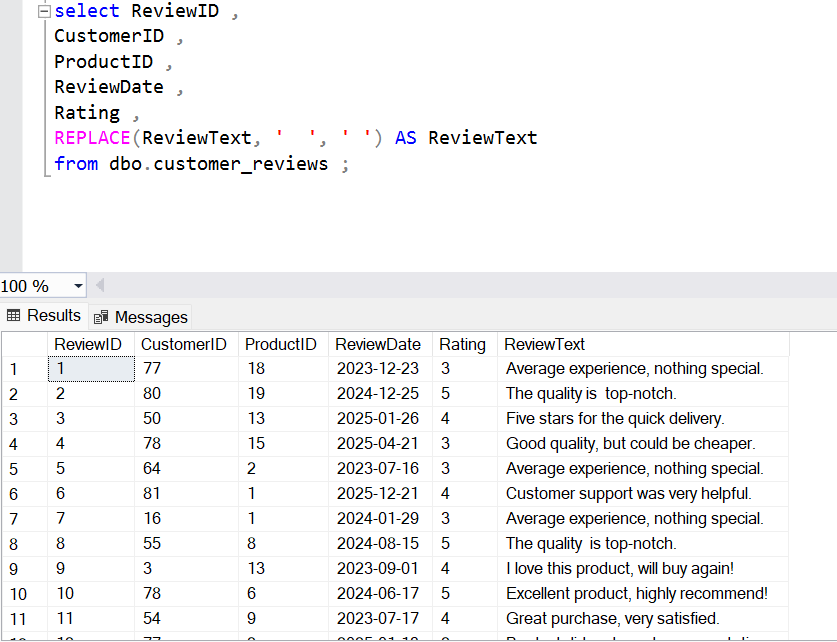 select ReviewID ,
CustomerID ,
ProductID ,
ReviewDate ,
Rating ,
REPLACE(ReviewText, '  ', ' ') AS ReviewText
from dbo.customer_reviews ;
100 %
Results Messages
ReviewID CustomerID ProductID ReviewDate Rating ReviewText
1 1 77 18 2023-12-23 3 Average experience, nothing special.
2 2 80 19 2024-12-25 5 The quality is  top-notch.
3 3 50 13 2025-01-26 4 Five stars for the quick delivery.
4 4 78 15 2025-04-21 3 Good quality, but could be cheaper.
5 5 64 2 2023-07-16 3 Average experience, nothing special.
6 6 81 1 2025-12-21 4 Customer support was very helpful.
7 7 16 1 2024-01-29 3 Average experience, nothing special.
8 8 55 8 2024-08-15 5 The quality  is top-notch.
9 9 3 13 2023-09-01 4 I love this product, will buy again!
10 10 78 6 2024-06-17 5 Excellent product, highly recommend!
11 11 54 9 2023-07-17 4 Great purchase, very satisfied.